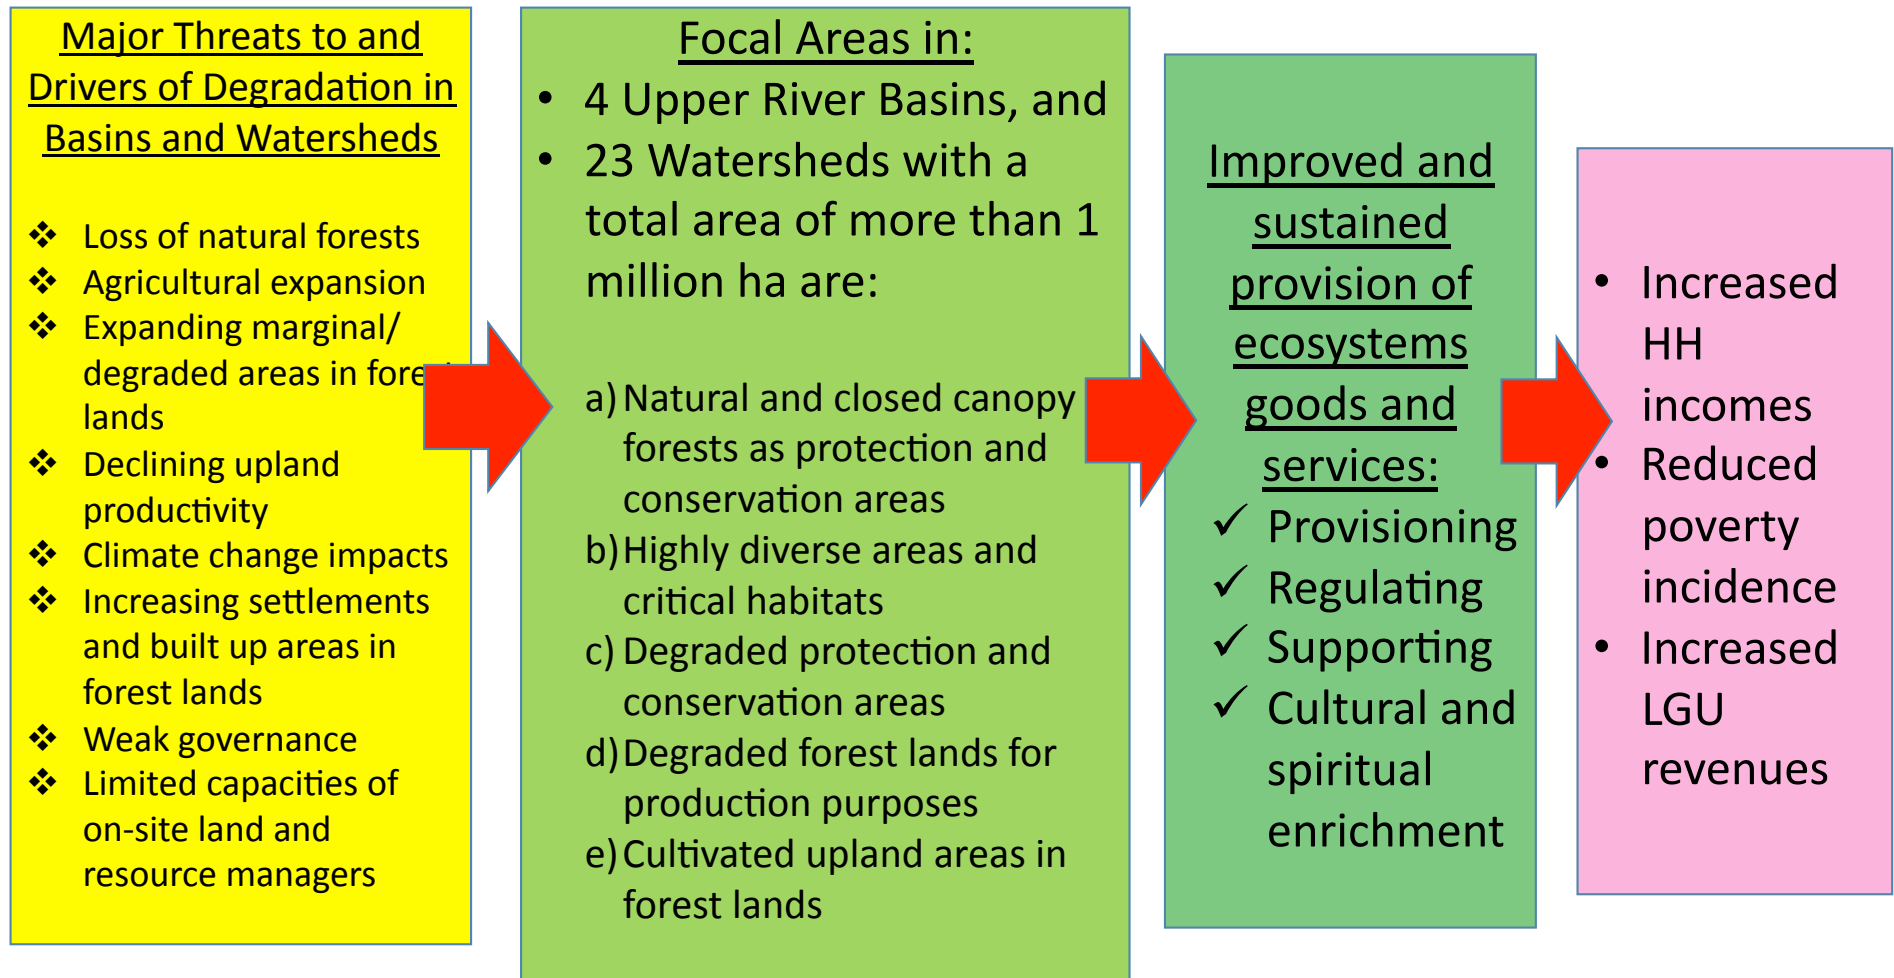 Major Threats to and
Drivers of Degradation in
Basins and Watersheds
❖ Loss of natural forests
❖ Agricultural expansion
❖ Expanding marginal/
degraded areas in forest
lands
❖ Declining upland
productivity
❖ Climate change impacts
❖ Increasing settlements
and built up areas in
forest lands
❖ Weak governance
❖ Limited capacities of
on-site land and
resource managers
Focal Areas in:
• 4 Upper River Basins, and
• 23 Watersheds with a
total area of more than 1
million ha are:
a) Natural and closed canopy
forests as protection and
conservation areas
b) Highly diverse areas and
critical habitats
c) Degraded protection and
conservation areas
d) Degraded forest lands for
production purposes
e) Cultivated upland areas in
forest lands
Improved and
sustained
provision of
ecosystems
goods and
services:
✓ Provisioning
✓ Regulating
✓ Supporting
✓ Cultural and
spiritual
enrichment
• Increased
HH
incomes
• Reduced
poverty
incidence
• Increased
LGU
revenues